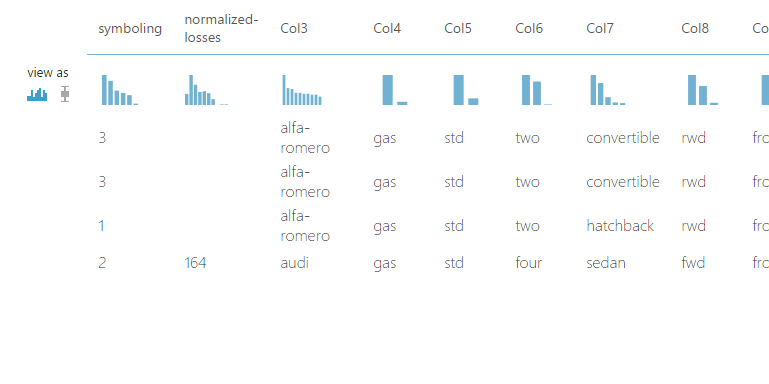 symboling normalized-losses Col3 Col4 Col5 Col6 Col7 Col8 Co
view as
3 alfa-romero gas std two convertible rwd frc
3 alfa-romero gas std two convertible rwd frc
1 alfa-romero gas std two hatchback rwd frc
2 164 audi gas std four sedan fwd frc